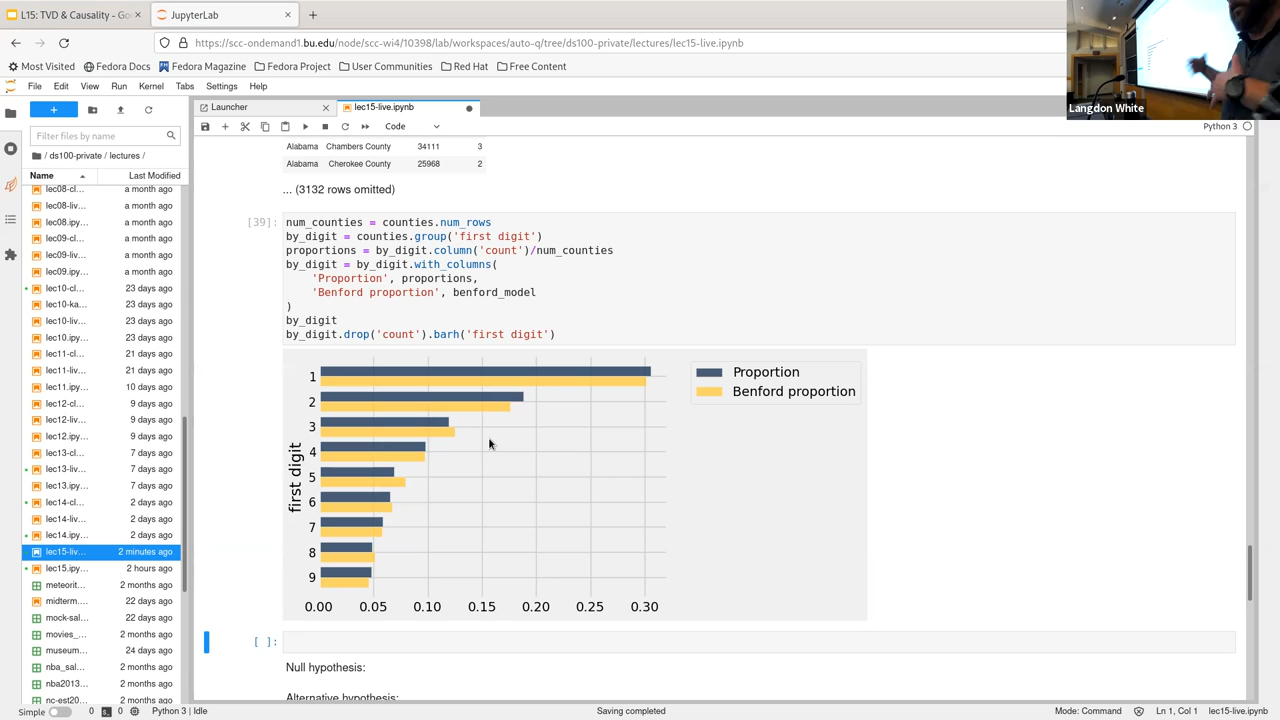 L15: TVD & Causality - Go
JupyterLab
https://scc-ondemand1.bu.edu/node/scc-wi4/10398/lab/workspaces/auto-q/tree/ds100-private/lectures/lec15-live.ipynb
Most Visited
Fedora Docs
Fedora Magazine
Fedora Project
User Communities
Red Hat
Free Content
Langdon White
File Edit View Run Kernel Tabs Settings Help
Launcher
lec15-live.ipynb
Code
Python 3
Filter files by name
/ ds100-private / lectures /
Name Last Modified
lec08-cl... a month ago
lec08-liv... a month ago
lec08.ipy... a month ago
lec09-cl... a month ago
lec09-liv... a month ago
lec09.ipy... a month ago
lec10-cl... 23 days ago
lec10-ka... 23 days ago
lec10-liv... 23 days ago
lec10.ipy... 23 days ago
lec11-cl... 21 days ago
lec11-liv... 21 days ago
lec11.ipy... 10 days ago
lec12-cl... 9 days ago
lec12-liv... 9 days ago
lec12.ipy... 9 days ago
lec13-cl... 7 days ago
lec13-liv... 7 days ago
lec13.ipy... 7 days ago
lec14-cl... 2 days ago
lec14-liv... 2 days ago
lec14.ipy... 2 days ago
lec15-liv... 2 minutes ago
lec15.ipy... 2 hours ago
meteorit... 2 months ago
midterm.... 22 days ago
mock-sal... 22 days ago
movies_... 2 months ago
museum... 24 days ago
nba_sal... 2 months ago
nba2013... 2 months ago
nc-est20... 2 months ago
Alabama Chambers County 34111 3
Alabama Cherokee County 25968 2
... (3132 rows omitted)
[39]:
num_counties = counties.num_rows
by_digit = counties.group('first digit')
proportions = by_digit.column('count')/num_counties
by_digit = by_digit.with_columns(
'Proportion', proportions,
'Benford proportion', benford_model
)
by_digit
by_digit.drop('count').barh('first digit')
Proportion
Benford proportion
first digit
1
2
3
4
5
6
7
8
9
0.00 0.05 0.10 0.15 0.20 0.25 0.30
[ ]:
Null hypothesis:
Alternative hypothesis:
Simple 0 $_ 0 Python 3 | Idle Saving completed Mode: Command Ln 1, Col 1 lec15-live.ipynb